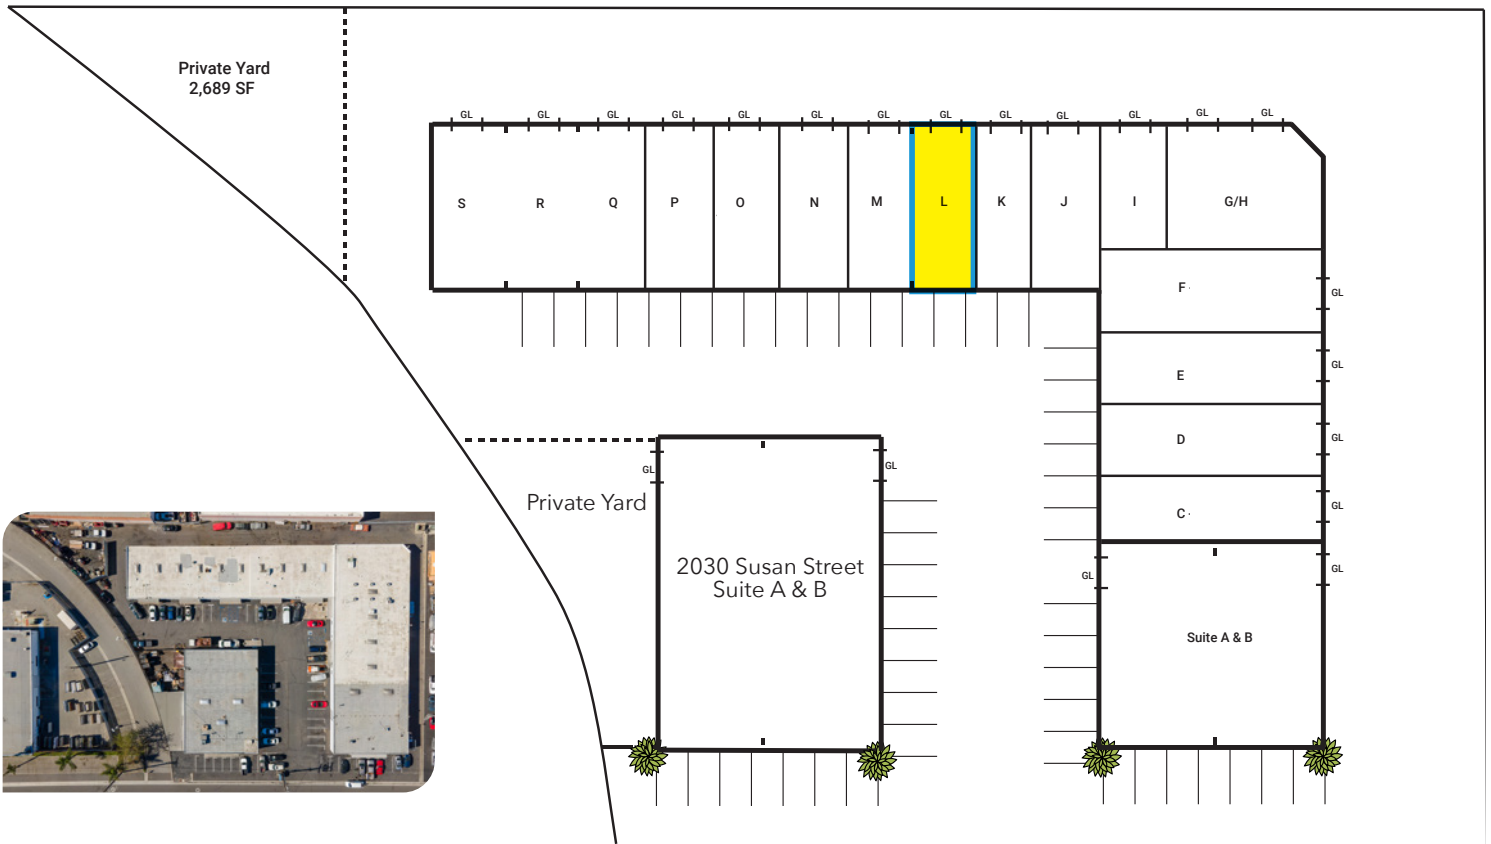 Private Yard
2,689 SF
GL GL GL GL GL GL GL GL GL GL GL GL GL
S R Q P O N M L K J I G/H
F
GL
E
GL
D
GL
C
GL
GL
GL
Private Yard
2030 Susan Street
Suite A & B
GL
GL
Suite A & B